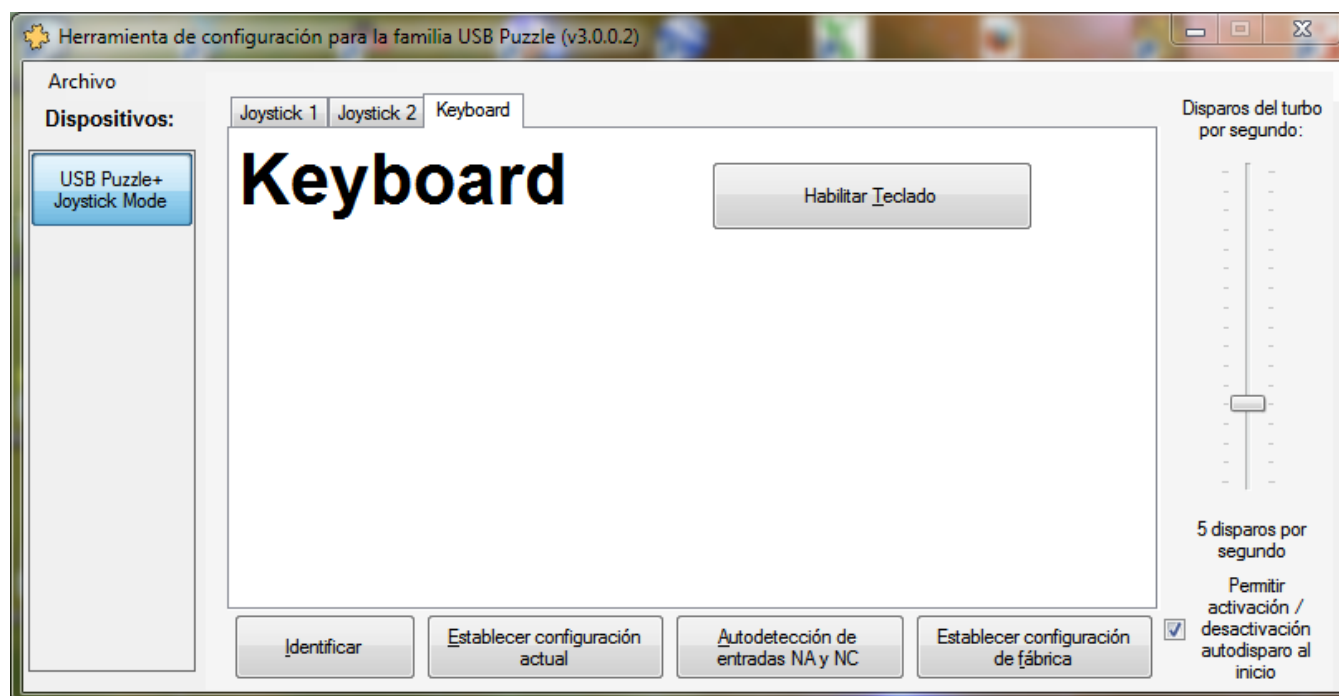 Herramienta de configuración para la familia USB Puzzle (v3.0.0.2)
Archivo
Dispositivos:
USB Puzzle+
Joystick Mode
Joystick 1
Joystick 2
Keyboard
Keyboard
Habilitar Teclado
Disparos del turbo
por segundo:
5 disparos por
segundo
Permitir
activación /
desactivación
autodisparo al
inicio
Identificar
Establecer configuración
actual
Autodetección de
entradas NA y NC
Establecer configuración
de fábrica